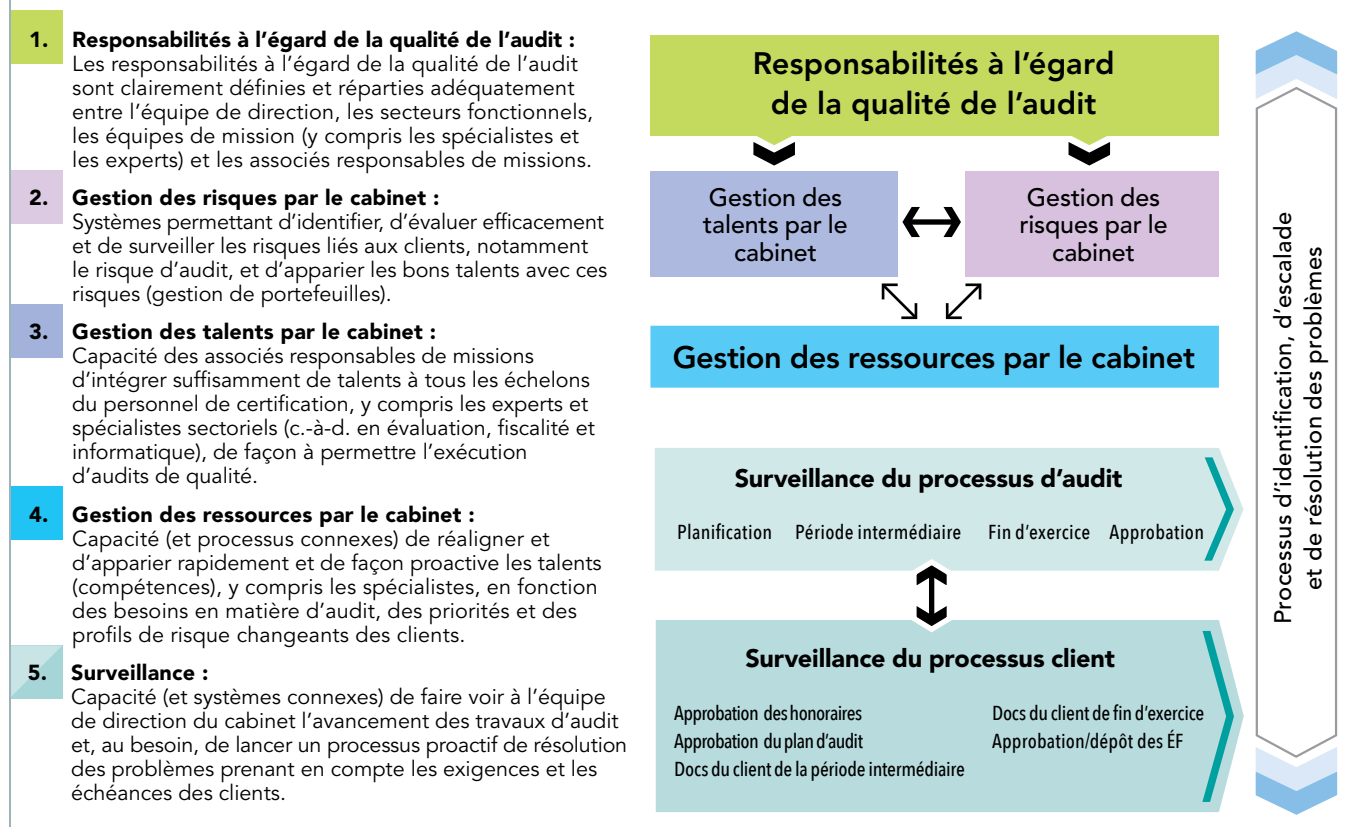 1. Responsabilités à l’égard de la qualité de l’audit :
Les responsabilités à l’égard de la qualité de l’audit
sont clairement définies et réparties adéquatement
entre l’équipe de direction, les secteurs fonctionnels,
les équipes de mission (y compris les spécialistes et
les experts) et les associés responsables de missions.
2. Gestion des risques par le cabinet :
Systèmes permettant d’identifier, d’évaluer efficacement
et de surveiller les risques liés aux clients, notamment
le risque d’audit, et d’apparier les bons talents avec ces
risques (gestion de portefeuilles).
3. Gestion des talents par le cabinet :
Capacité des associés responsables de missions
d’intégrer suffisamment de talents à tous les échelons
du personnel de certification, y compris les experts et
spécialistes sectoriels (c.-à-d. en évaluation, fiscalité et
informatique), de façon à permettre l’exécution
d’audits de qualité.
4. Gestion des ressources par le cabinet :
Capacité (et processus connexes) de réaligner et
d’apparier rapidement et de façon proactive les talents
(compétences), y compris les spécialistes, en fonction
des besoins en matière d’audit, des priorités et des
profils de risque changeants des clients.
5. Surveillance :
Capacité (et systèmes connexes) de faire voir à l’équipe
de direction du cabinet l’avancement des travaux d’audit
et, au besoin, de lancer un processus proactif de résolution
des problèmes prenant en compte les exigences et les
échéances des clients.
Responsabilités à l’égard
de la qualité de l’audit
Gestion des
talents par le
cabinet
Gestion des
risques par le
cabinet
Gestion des ressources par le cabinet
Surveillance du processus d’audit
Planification Période intermédiaire Fin d’exercice Approbation
Surveillance du processus client
Approbation des honoraires
Approbation du plan d’audit
Docs du client de la période intermédiaire
Docs du client de fin d’exercice
Approbation/dépôt des ÉF
Processus d’identification, d’escalade
et de résolution des problèmes